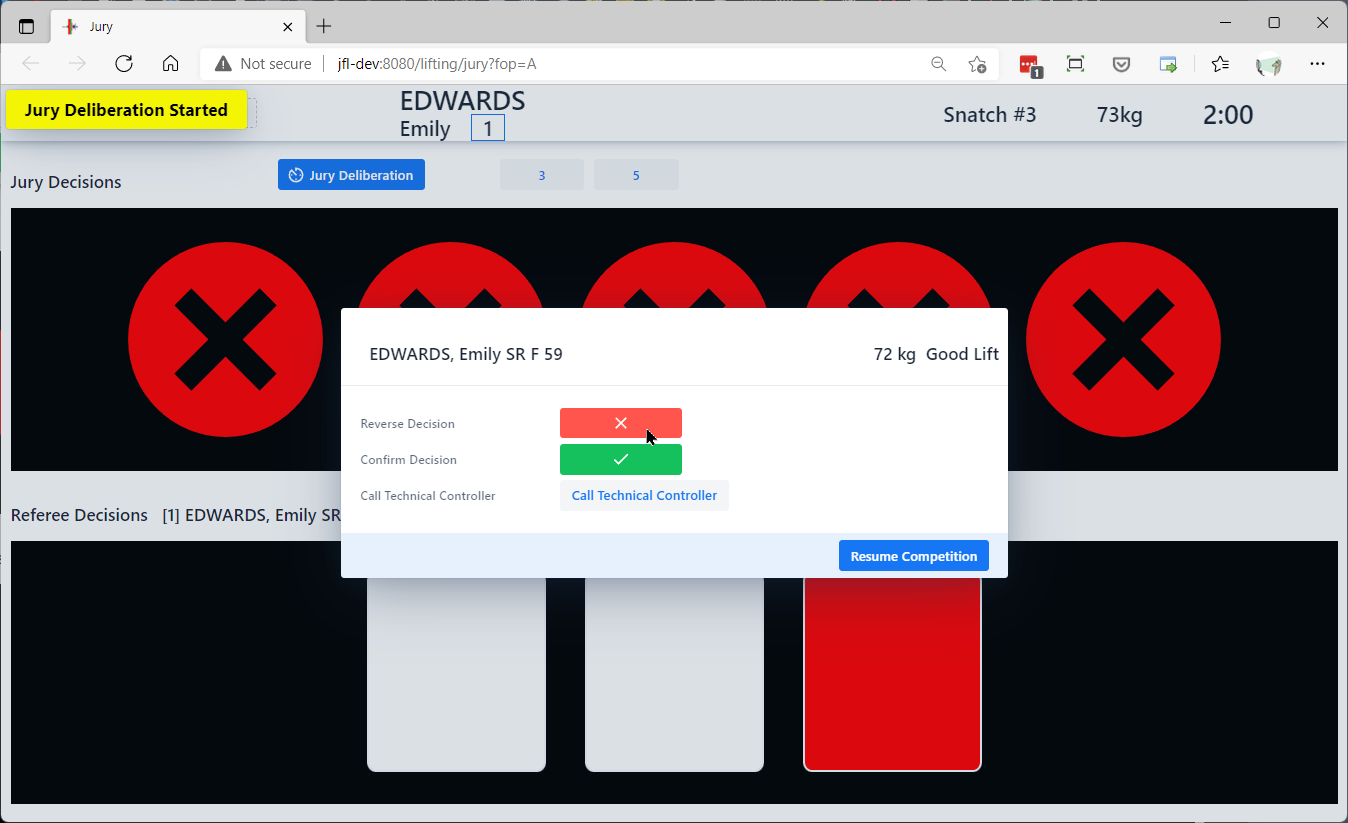 Jury
Not secure jfl-dev:8080/lifting/jury?fop=A
1
Jury Deliberation Started
EDWARDS
Emily 1
Snatch #3 73kg 2:00
Jury Decisions
Jury Deliberation
3 5
EDWARDS, Emily SR F 59 72 kg Good Lift
Reverse Decision
Confirm Decision
Call Technical Controller Call Technical Controller
Referee Decisions [1] EDWARDS, Emily SR
Resume Competition